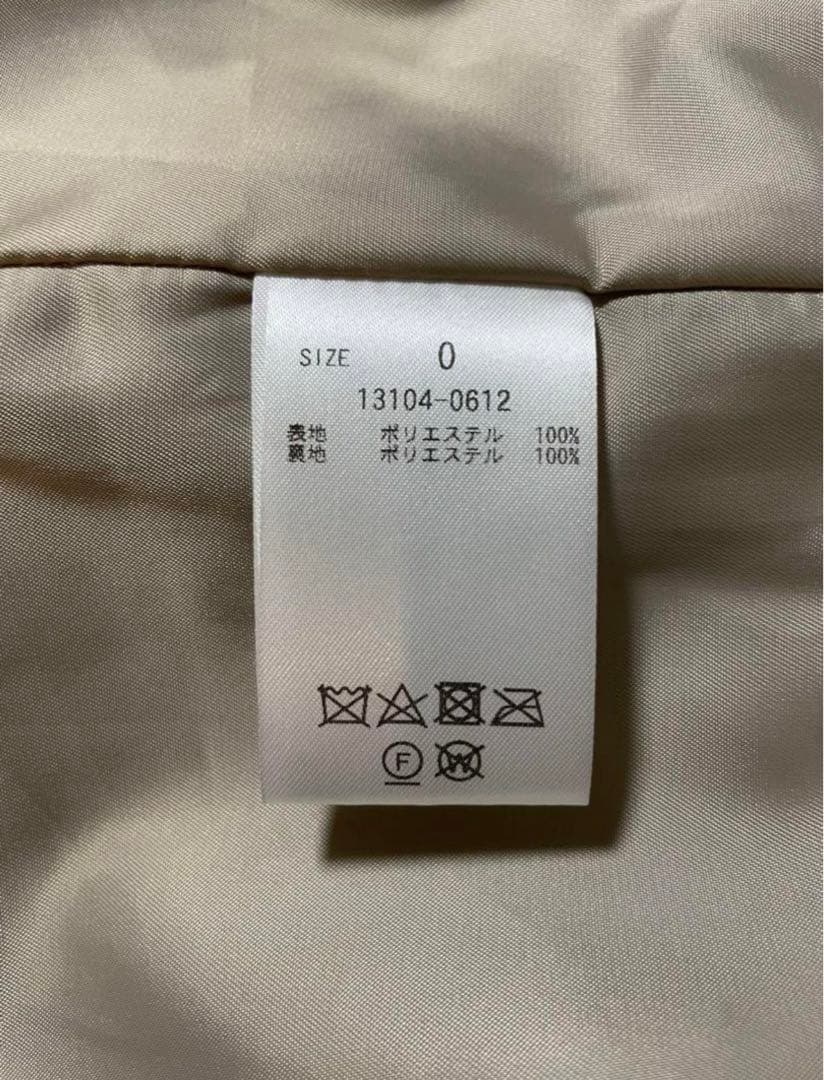 SIZE 0
13104-0612
表地 ポリエステル 100%
裏地 ポリエステル 100%
F W